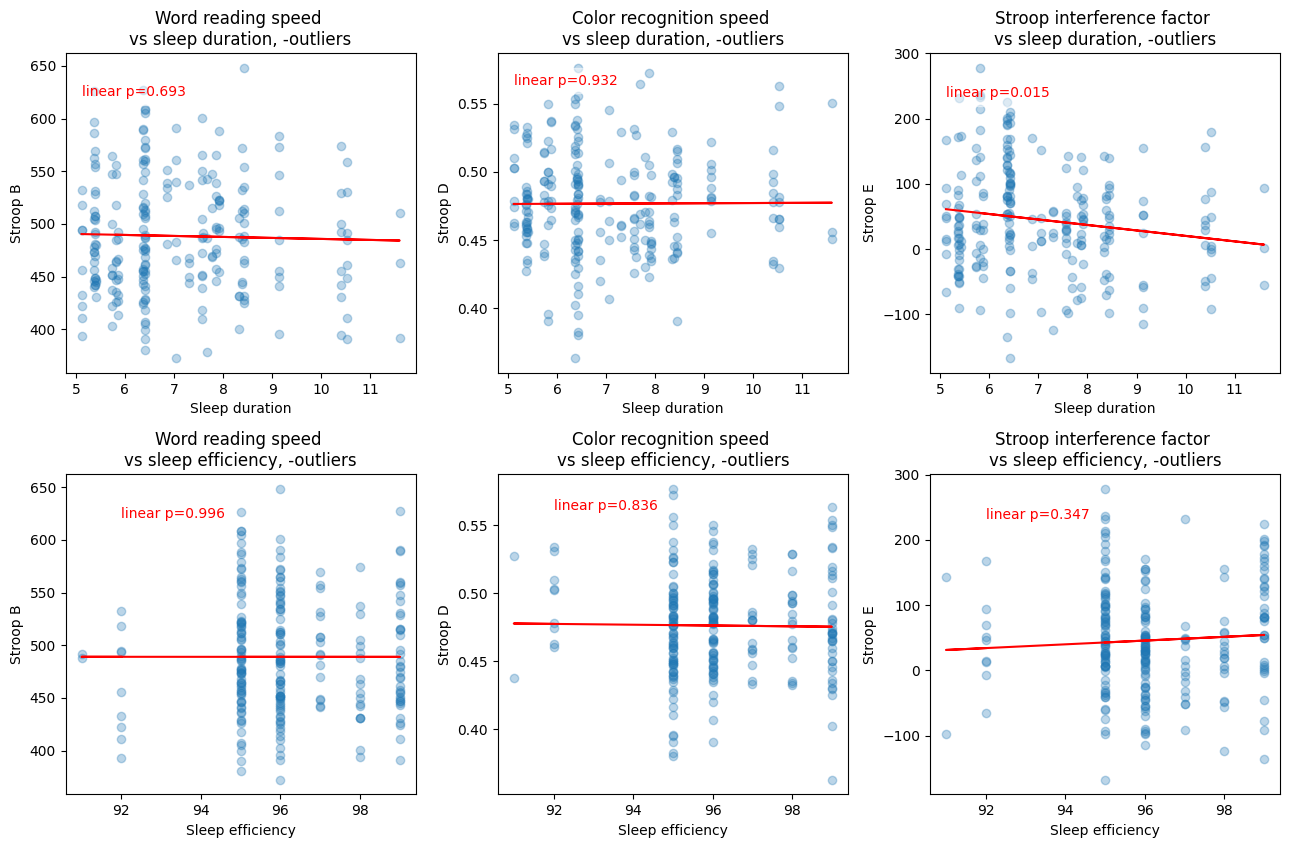 Word reading speed
vs sleep duration, -outliers
linear p=0.693
650
600
550
500
450
400
Stroop B
5 6 7 8 9 10 11
Sleep duration
Color recognition speed
vs sleep duration, -outliers
linear p=0.932
0.55
0.50
0.45
0.40
Stroop D
5 6 7 8 9 10 11
Sleep duration
Stroop interference factor
vs sleep duration, -outliers
linear p=0.015
300
200
100
0
−100
Stroop E
5 6 7 8 9 10 11
Sleep duration
Word reading speed
vs sleep efficiency, -outliers
linear p=0.996
650
600
550
500
450
400
Stroop B
92 94 96 98
Sleep efficiency
Color recognition speed
vs sleep efficiency, -outliers
linear p=0.836
0.55
0.50
0.45
0.40
Stroop D
92 94 96 98
Sleep efficiency
Stroop interference factor
vs sleep efficiency, -outliers
linear p=0.347
300
200
100
0
−100
Stroop E
92 94 96 98
Sleep efficiency